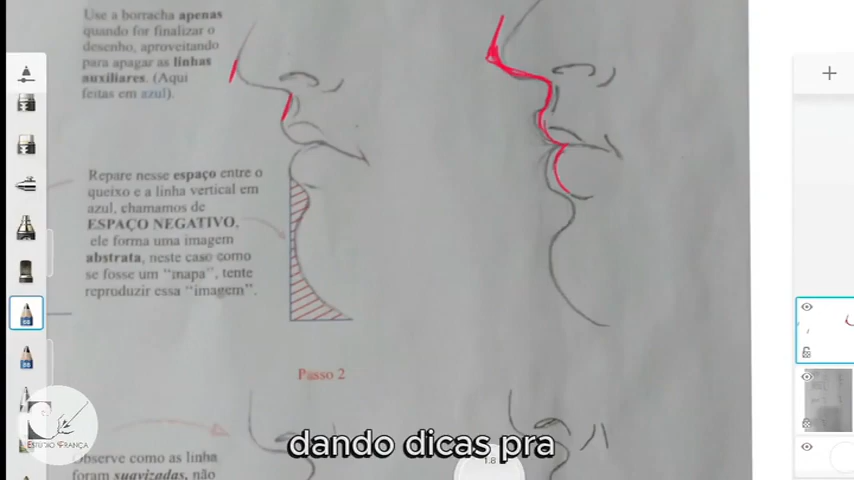 Use a borracha apenas
quando for finalizar o
desenho, aproveitando
para apagar as linhas
auxiliares. (Aqui
feitas em azul).
Repare nesse espaço entre o
queixo e a linha vertical em
azul, chamamos de
ESPAÇO NEGATIVO,
ele forma uma imagem
abstrata, neste caso como
se fosse um “mapa”, tente
reproduzir essa “imagem”.
Passo 2
dando dicas pra
1.8
Observe como as linha
foram suavizadas, não